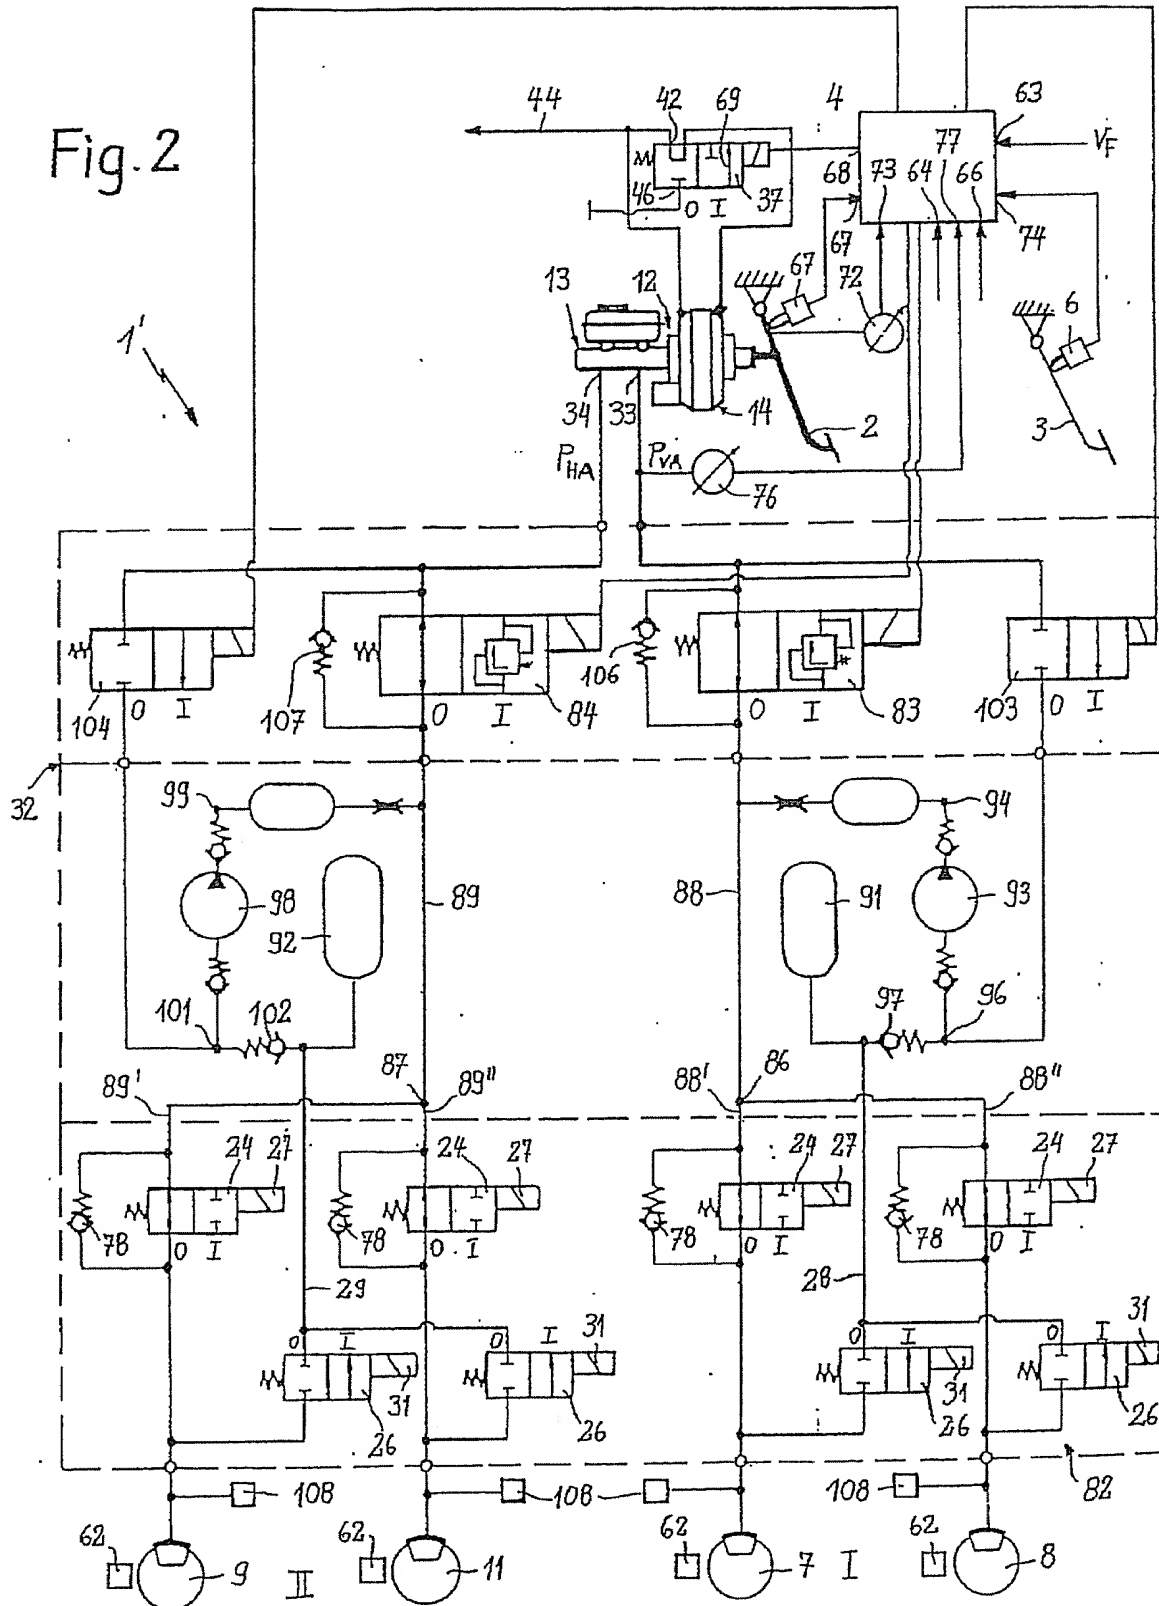 Fig. 2
44 42 69 4 63
77 V_F
46 0 I 37 68 73 64 66
67 74
13 12 67 72 6
1'
34 33 14 2 3
P_HA P_VA 76
104 0 I 107 0 I 84 106 0 I 83 103 0 I
32
99 94
98 92 89 88 91 93
101 102 97 96
89' 87 89" 88' 86 88"
24 27 24 27 24 27 24 27
78 0 I 78 0 I 78 0 I 78 0 I
29 28
0 I 0 I 31 0 I 0 I 31
31 31
26 26 26 26
108 108 108 82
62 62 62 62
9 II 11 7 I 8